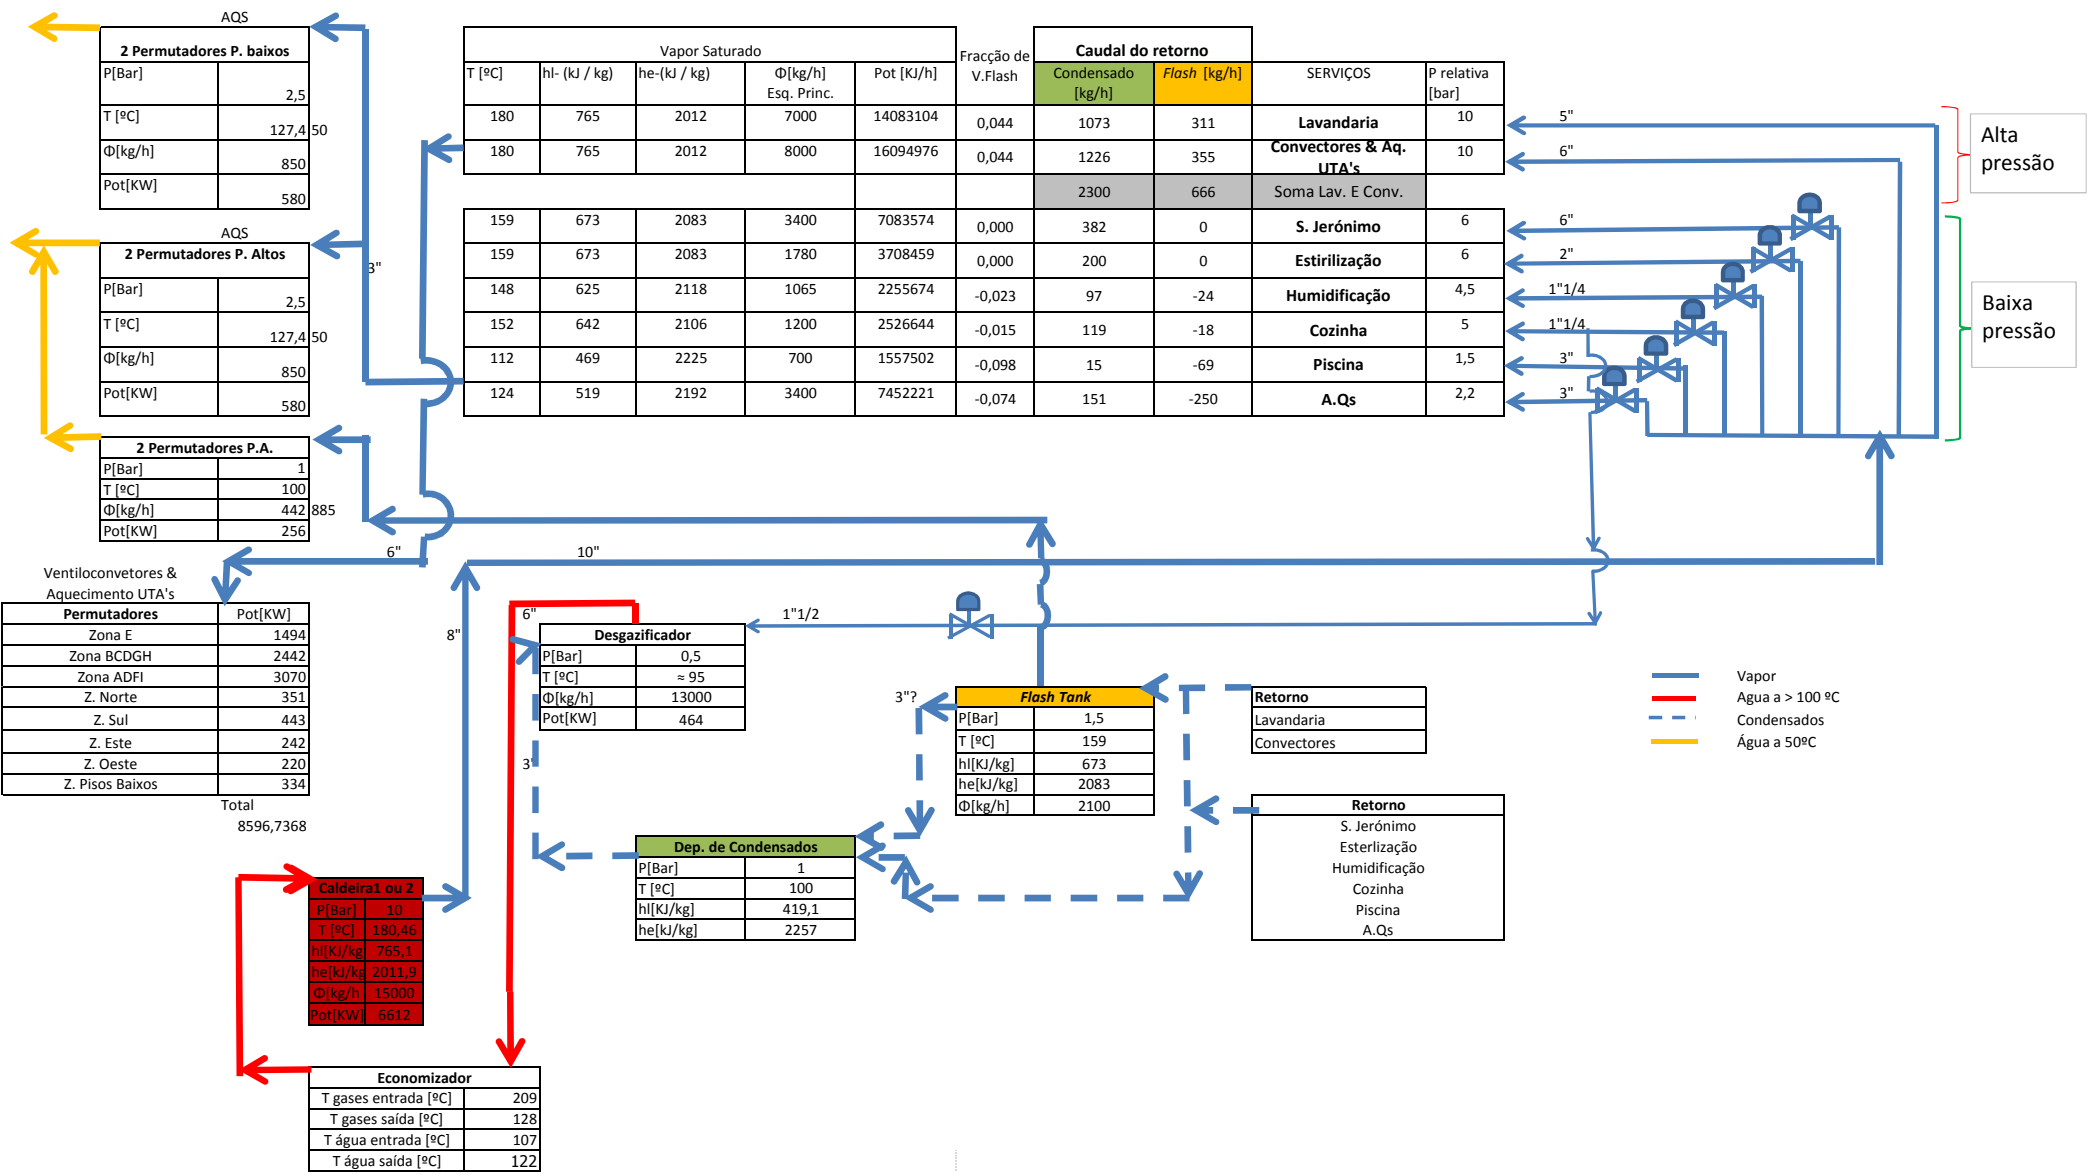 AQS
2 Permutadores P. baixos
P[Bar] 2,5
T [ºC] 127,4 50
Φ[kg/h] 850
Pot[KW] 580
AQS
2 Permutadores P. Altos
P[Bar] 2,5
T [ºC] 127,4 50
Φ[kg/h] 850
Pot[KW] 580
3"
2 Permutadores P.A.
P[Bar] 1
T [ºC] 100
Φ[kg/h] 442 885
Pot[KW] 256
Vapor Saturado Fracção de V.Flash Caudal do retorno
T [ºC] hl- (kJ / kg) he-(kJ / kg) Φ[kg/h] Esq. Princ. Pot [KJ/h] Condensado [kg/h] Flash [kg/h] SERVIÇOS P relativa [bar]
180 765 2012 7000 14083104 0,044 1073 311 Lavandaria 10 5"
180 765 2012 8000 16094976 0,044 1226 355 Convectores & Aq. UTA's 10 6"
2300 666 Soma Lav. E Conv.
159 673 2083 3400 7083574 0,000 382 0 S. Jerónimo 6 6"
159 673 2083 1780 3708459 0,000 200 0 Estirilização 6 2"
148 625 2118 1065 2255674 -0,023 97 -24 Humidificação 4,5 1"1/4
152 642 2106 1200 2526644 -0,015 119 -18 Cozinha 5 1"1/4
112 469 2225 700 1557502 -0,098 15 -69 Piscina 1,5 3"
124 519 2192 3400 7452221 -0,074 151 -250 A.Qs 2,2 3"
Alta
pressão
Baixa
pressão
6" 10"
Ventiloconvetores &
Aquecimento UTA's
Permutadores Pot[KW]
Zona E 1494
Zona BCDGH 2442
Zona ADFI 3070
Z. Norte 351
Z. Sul 443
Z. Este 242
Z. Oeste 220
Z. Pisos Baixos 334
Total
8596,7368
8"
6"
1"1/2
Desgazificador
P[Bar] 0,5
T [ºC] ≈ 95
Φ[kg/h] 13000
Pot[KW] 464
3"
3"?
Flash Tank
P[Bar] 1,5
T [ºC] 159
hl[KJ/kg] 673
he[kJ/kg] 2083
Φ[kg/h] 2100
Retorno
Lavandaria
Convectores
Retorno
S. Jerónimo
Esterlização
Humidificação
Cozinha
Piscina
A.Qs
Vapor
Agua a > 100 ºC
Condensados
Água a 50ºC
Dep. de Condensados
P[Bar] 1
T [ºC] 100
hl[KJ/kg] 419,1
he[kJ/kg] 2257
Caldeira1 ou 2
P[Bar] 10
T [ºC] 180,46
hl[KJ/kg 765,1
he[kJ/kg 2011,9
Φ[kg/h 15000
Pot[KW] 6612
Economizador
T gases entrada [ºC] 209
T gases saída [ºC] 128
T água entrada [ºC] 107
T água saída [ºC] 122